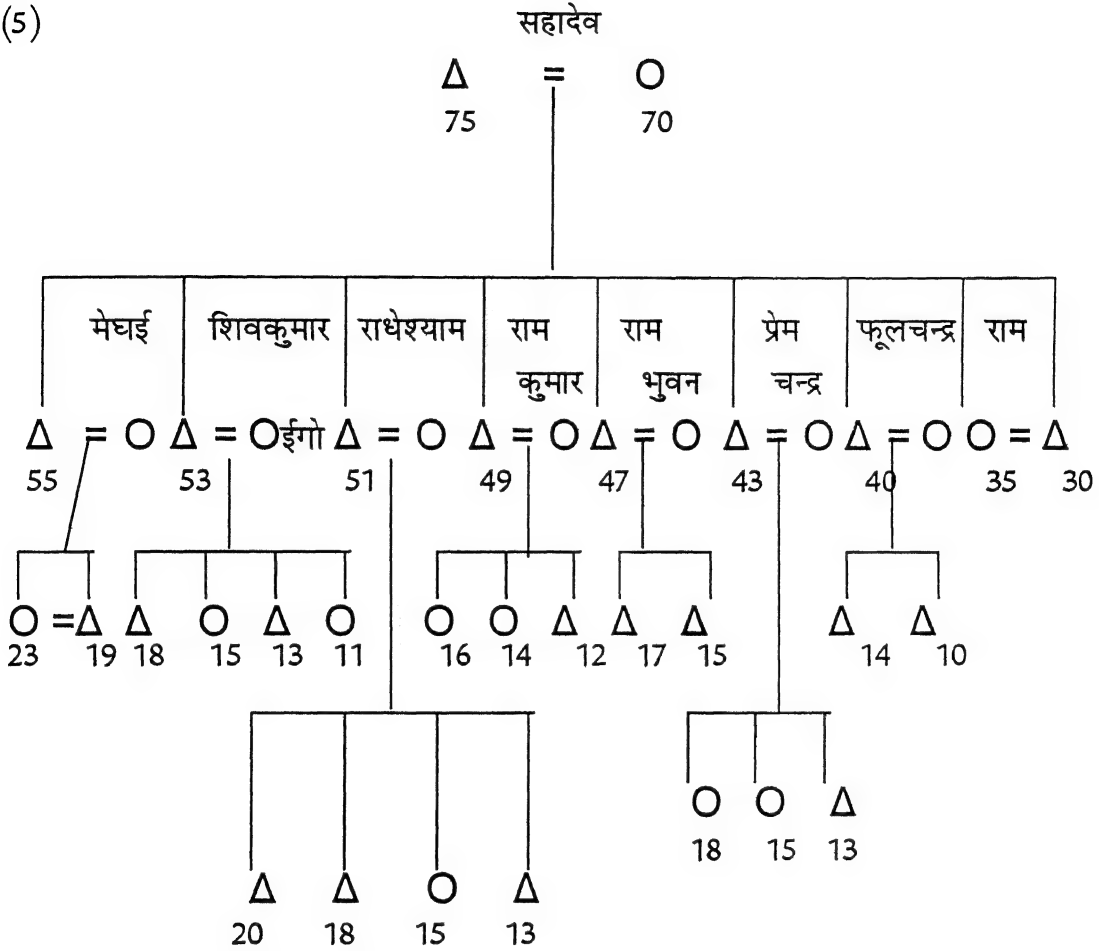 (5)
सहादेव
Δ = O
75 70
मेघई शिवकुमार राधेश्याम राम राम प्रेम फूलचन्द्र राम
कुमार भुवन चन्द्र
Δ = O Δ = O ईगो Δ = O Δ = O Δ = O Δ = O Δ = O O = Δ
55 53 51 49 47 43 40 35 30
O = Δ Δ O Δ O O O Δ Δ Δ Δ Δ
23 19 18 15 13 11 16 14 12 17 15 14 10
O O Δ
18 15 13
Δ Δ O Δ
20 18 15 13